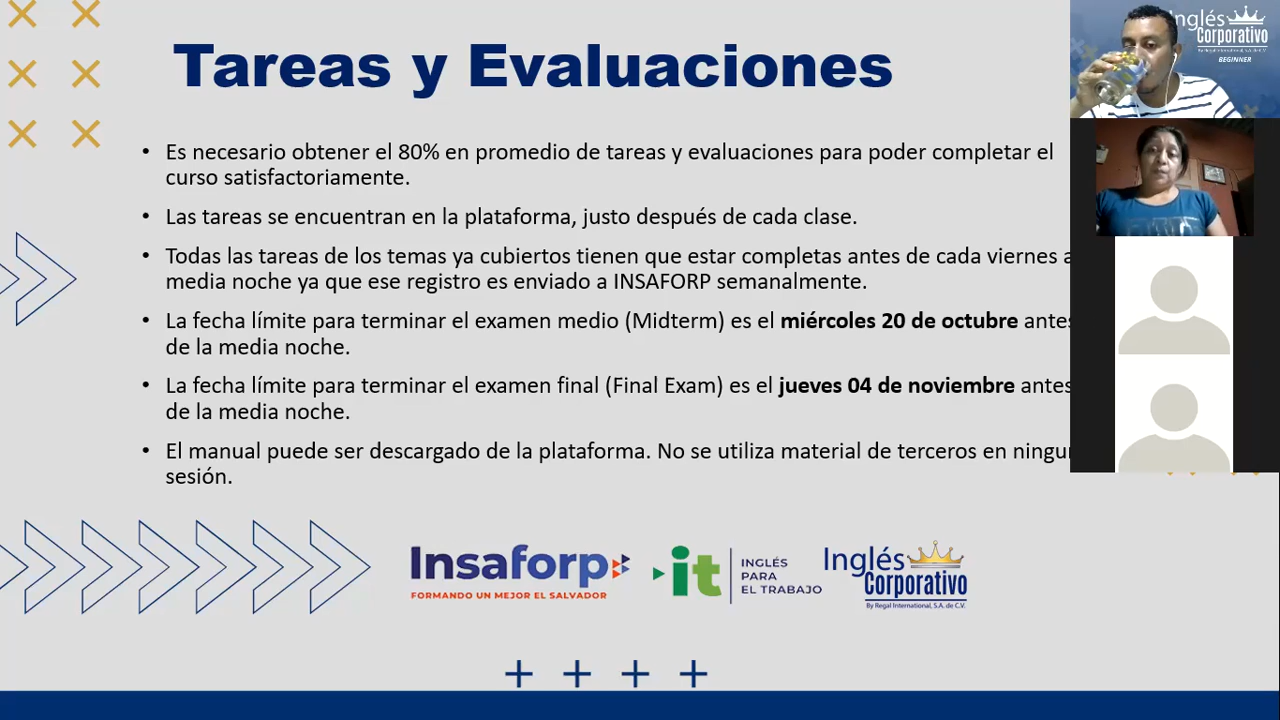 Tareas y Evaluaciones
• Es necesario obtener el 80% en promedio de tareas y evaluaciones para poder completar el
curso satisfactoriamente.
• Las tareas se encuentran en la plataforma, justo después de cada clase.
• Todas las tareas de los temas ya cubiertos tienen que estar completas antes de cada viernes a
media noche ya que ese registro es enviado a INSAFORP semanalmente.
• La fecha límite para terminar el examen medio (Midterm) es el miércoles 20 de octubre antes
de la media noche.
• La fecha límite para terminar el examen final (Final Exam) es el jueves 04 de noviembre antes
de la media noche.
• El manual puede ser descargado de la plataforma. No se utiliza material de terceros en
sesión.
Insaforp
FORMANDO UN MEJOR EL SALVADOR
it
INGLÉS
PARA
EL TRABAJO
Inglés
Corporativo
By Regal International, S.A. de C.V.
Inglés
Corporativo
By Regal International, S.A. de C.V.
BEGINNER